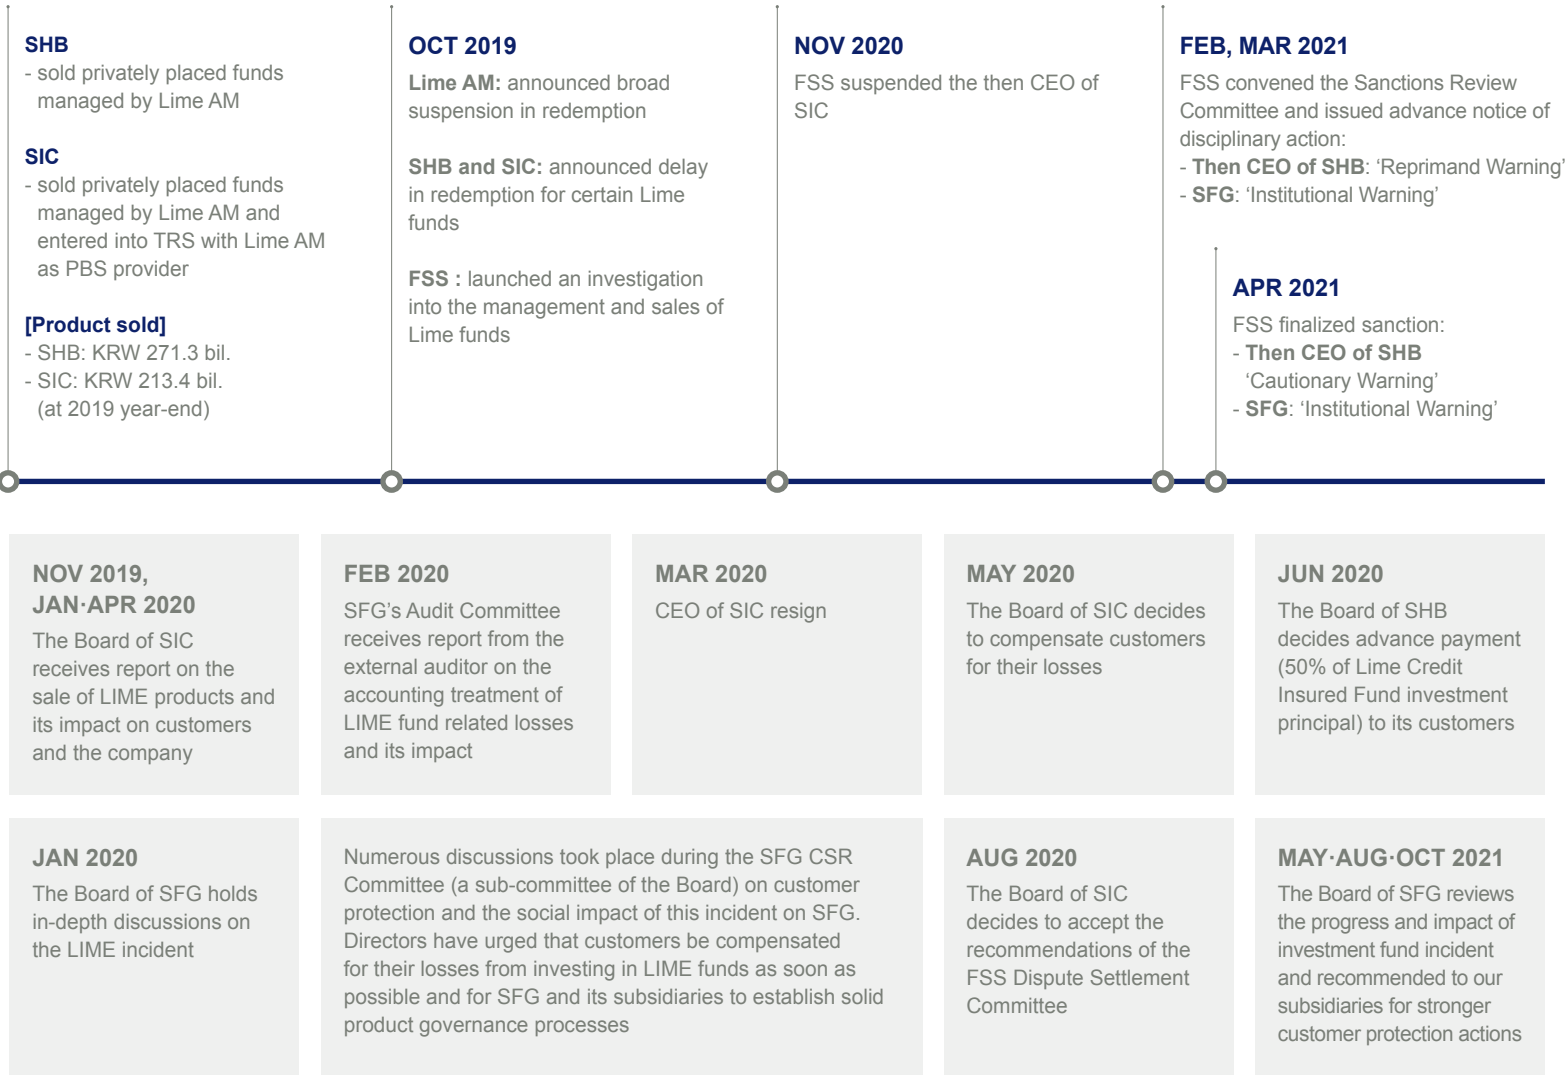 SHB
- sold privately placed funds
managed by Lime AM
SIC
- sold privately placed funds
managed by Lime AM and
entered into TRS with Lime AM
as PBS provider
[Product sold]
- SHB: KRW 271.3 bil.
- SIC: KRW 213.4 bil.
(at 2019 year-end)
OCT 2019
Lime AM: announced broad
suspension in redemption
SHB and SIC: announced delay
in redemption for certain Lime
funds
FSS : launched an investigation
into the management and sales of
Lime funds
NOV 2020
FSS suspended the then CEO of
SIC
FEB, MAR 2021
FSS convened the Sanctions Review
Committee and issued advance notice of
disciplinary action:
- Then CEO of SHB: ‘Reprimand Warning’
- SFG: ‘Institutional Warning’
APR 2021
FSS finalized sanction:
- Then CEO of SHB
‘Cautionary Warning’
- SFG: ‘Institutional Warning’
NOV 2019,
JAN·APR 2020
The Board of SIC
receives report on the
sale of LIME products and
its impact on customers
and the company
FEB 2020
SFG’s Audit Committee
receives report from the
external auditor on the
accounting treatment of
LIME fund related losses
and its impact
MAR 2020
CEO of SIC resign
MAY 2020
The Board of SIC decides
to compensate customers
for their losses
JUN 2020
The Board of SHB
decides advance payment
(50% of Lime Credit
Insured Fund investment
principal) to its customers
JAN 2020
The Board of SFG holds
in-depth discussions on
the LIME incident
Numerous discussions took place during the SFG CSR
Committee (a sub-committee of the Board) on customer
protection and the social impact of this incident on SFG.
Directors have urged that customers be compensated
for their losses from investing in LIME funds as soon as
possible and for SFG and its subsidiaries to establish solid
product governance processes
AUG 2020
The Board of SIC
decides to accept the
recommendations of the
FSS Dispute Settlement
Committee
MAY·AUG·OCT 2021
The Board of SFG reviews
the progress and impact of
investment fund incident
and recommended to our
subsidiaries for stronger
customer protection actions